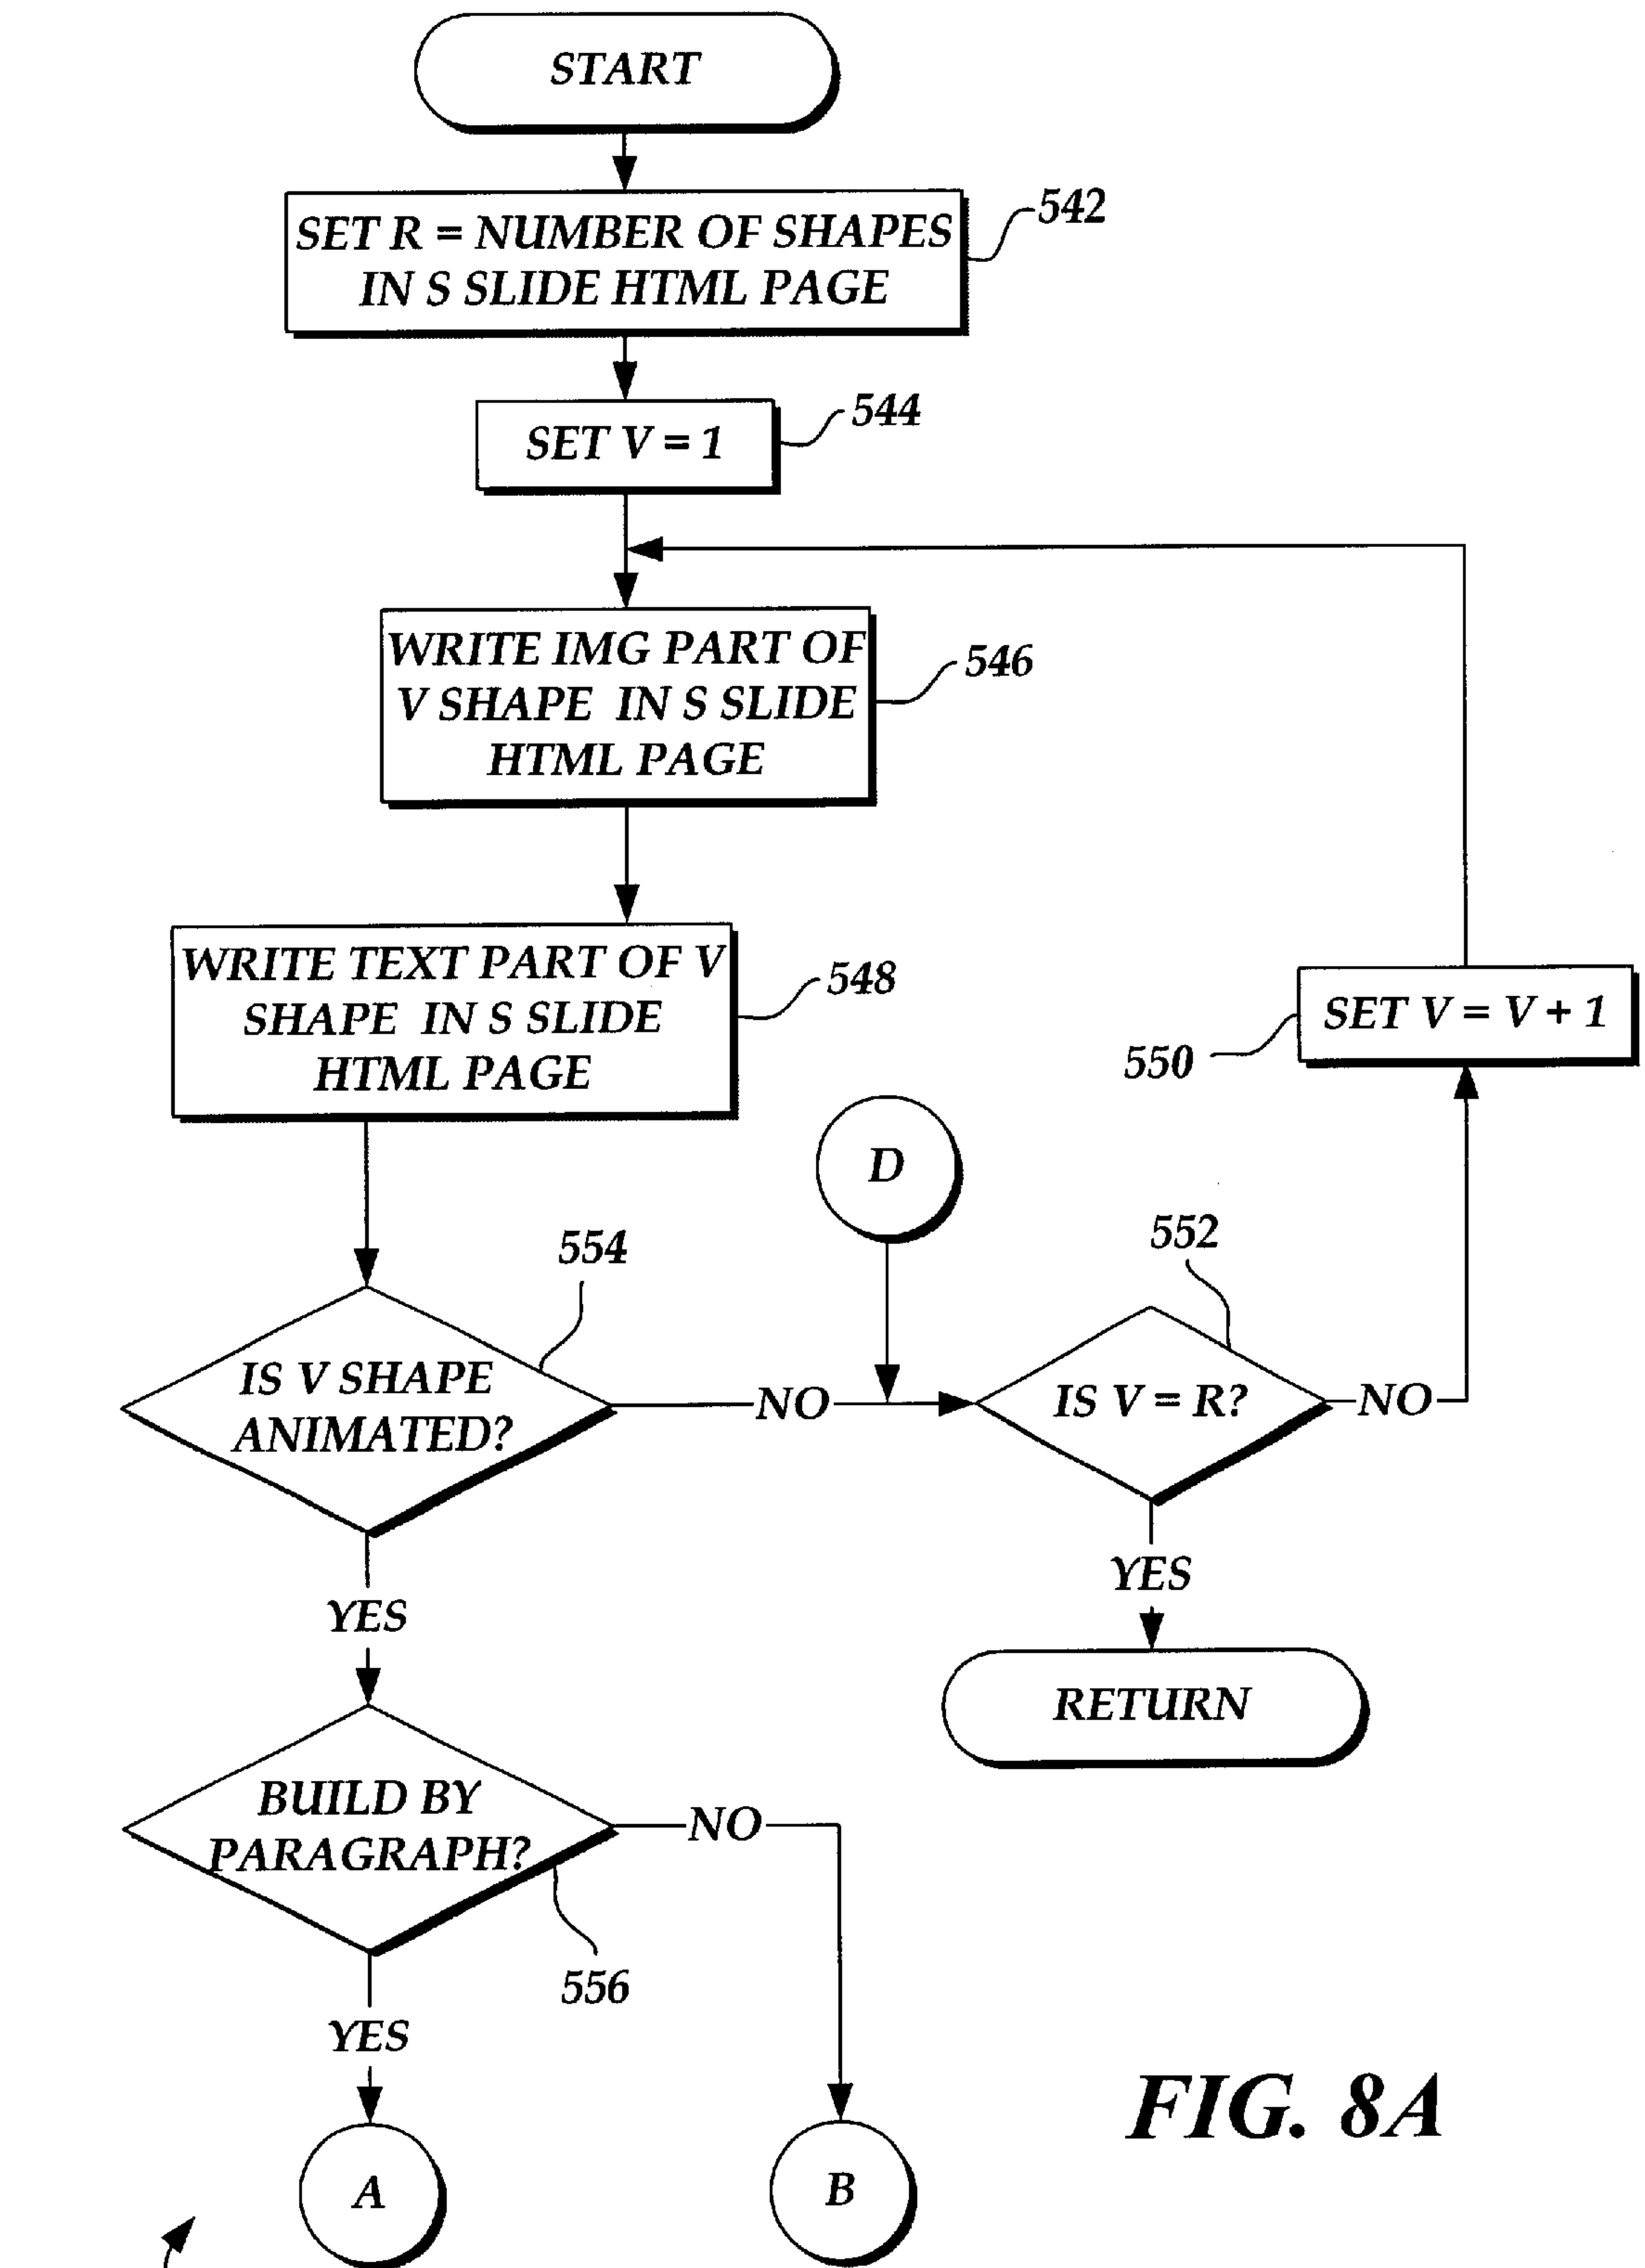 START
SET R = NUMBER OF SHAPES
IN S SLIDE HTML PAGE
542
SET V = 1
544
WRITE IMG PART OF
V SHAPE IN S SLIDE
HTML PAGE
546
WRITE TEXT PART OF V
SHAPE IN S SLIDE
HTML PAGE
548
SET V = V + 1
550
D
554
552
IS V SHAPE
ANIMATED?
NO
IS V = R?
NO
YES
YES
RETURN
BUILD BY
PARAGRAPH?
NO
556
YES
A
B
FIG. 8A